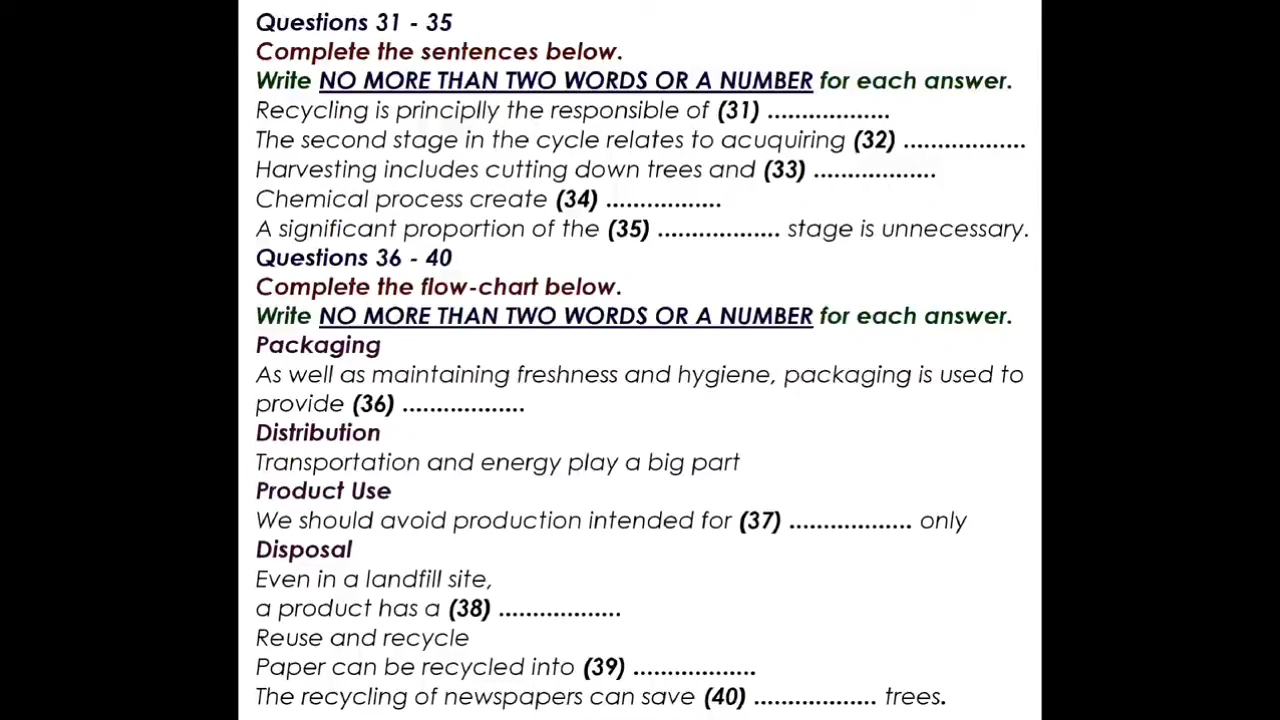 Questions 31 - 35
Complete the sentences below.
Write NO MORE THAN TWO WORDS OR A NUMBER for each answer.
Recycling is principlly the responsible of (31) ..................
The second stage in the cycle relates to acuquiring (32) ..................
Harvesting includes cutting down trees and (33) ..................
Chemical process create (34) .................
A significant proportion of the (35) .................. stage is unnecessary.
Questions 36 - 40
Complete the flow-chart below.
Write NO MORE THAN TWO WORDS OR A NUMBER for each answer.
Packaging
As well as maintaining freshness and hygiene, packaging is used to
provide (36) ..................
Distribution
Transportation and energy play a big part
Product Use
We should avoid production intended for (37) .................. only
Disposal
Even in a landfill site,
a product has a (38) ..................
Reuse and recycle
Paper can be recycled into (39) ..................
The recycling of newspapers can save (40) .................. trees.